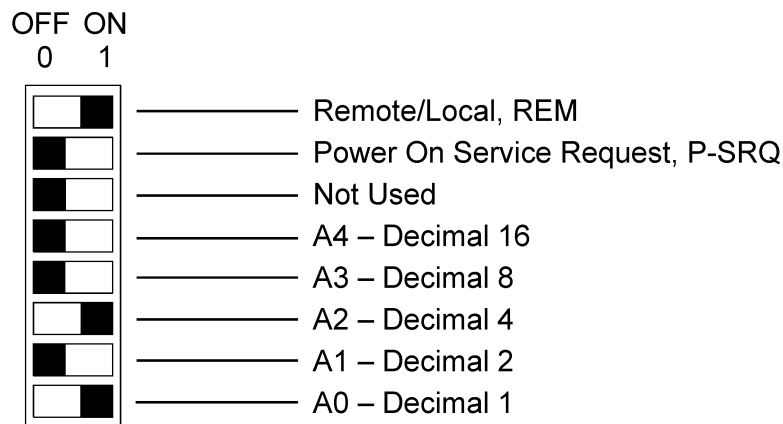 OFF ON
0 1
Remote/Local, REM
Power On Service Request, P-SRQ
Not Used
A4 – Decimal 16
A3 – Decimal 8
A2 – Decimal 4
A1 – Decimal 2
A0 – Decimal 1